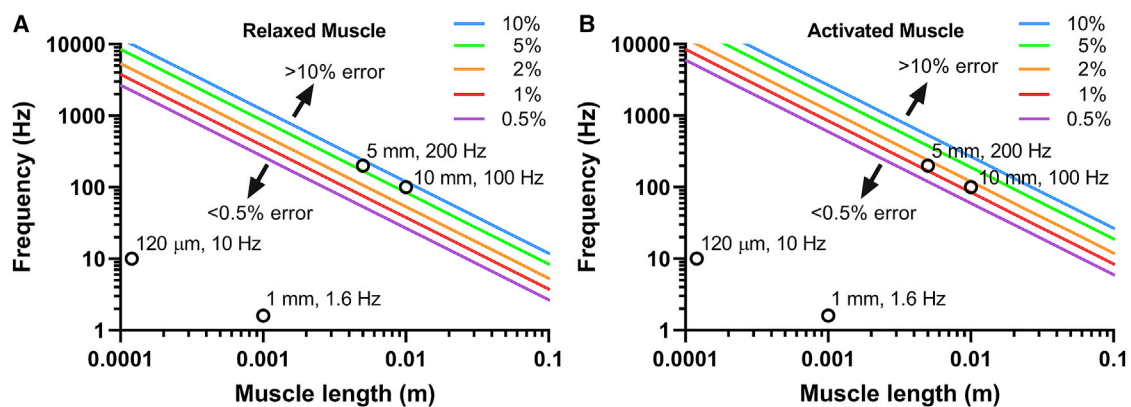 A
Relaxed Muscle
10%
5%
2%
1%
0.5%
>10% error
<0.5% error
5 mm, 200 Hz
10 mm, 100 Hz
120 μm, 10 Hz
1 mm, 1.6 Hz
10000
1000
100
10
1
Frequency (Hz)
0.0001
0.001
0.01
0.1
Muscle length (m)
B
Activated Muscle
10%
5%
2%
1%
0.5%
>10% error
<0.5% error
5 mm, 200 Hz
10 mm, 100 Hz
120 μm, 10 Hz
1 mm, 1.6 Hz
10000
1000
100
10
1
Frequency (Hz)
0.0001
0.001
0.01
0.1
Muscle length (m)